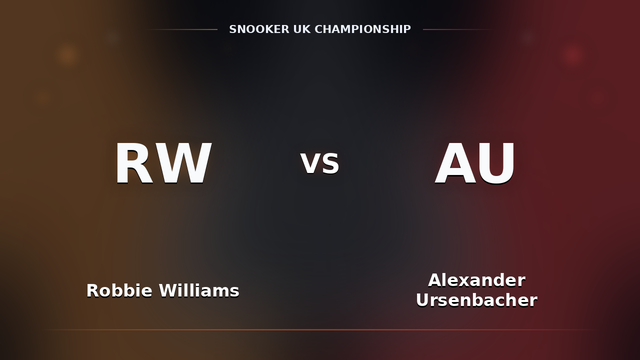 SNOOKER UK CHAMPIONSHIP
RW
VS
AU
Robbie Williams
Alexander
Ursenbacher